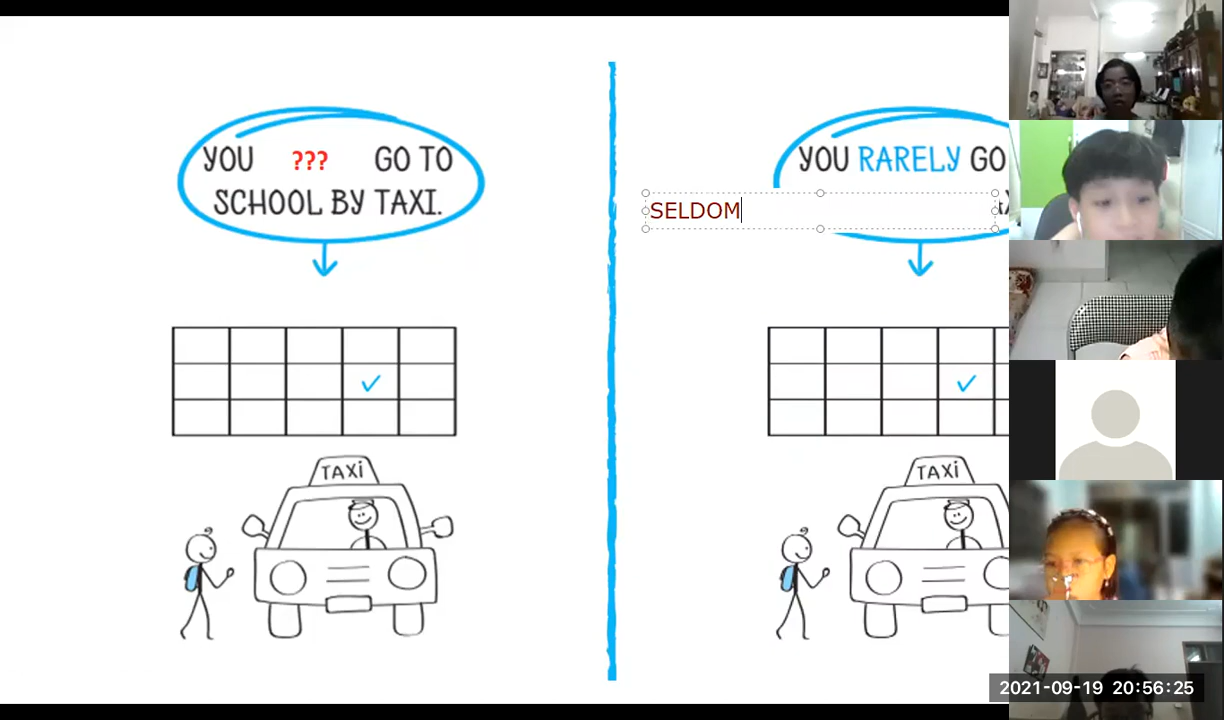 YOU ??? GO TO
SCHOOL BY TAXI.
TAXi
YOU RARELY GO
SELDOM
TAXi
2021-09-19 20:56:25